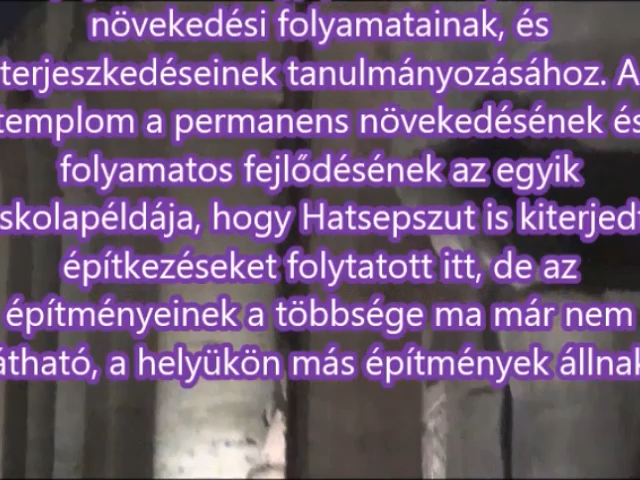 növekedési folyamatainak, és
terjeszkedéseinek tanulmányozásához. A
templom a permanens növekedésének és
folyamatos fejlődésének az egyik
skolapéldája, hogy Hatsepszut is kiterjedt
építkezéseket folytatott itt, de az
építményeinek a többsége ma már nem
átható, a helyükön más építmények állnak